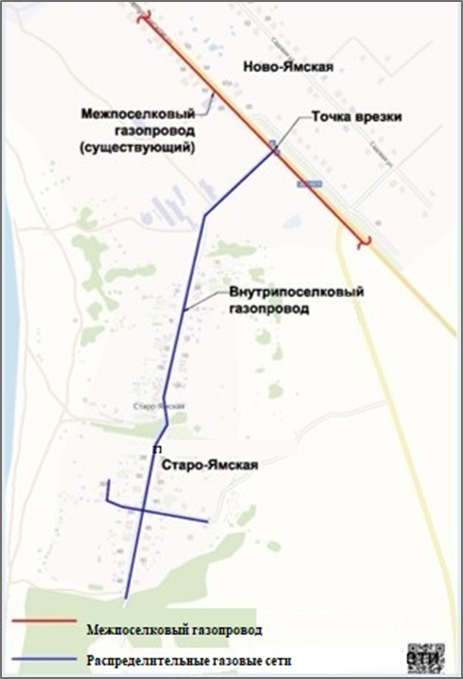 Ново-Ямская
Межпоселковый
газопровод
(существующий)
Точка врезки
Внутрипоселковый
газопровод
Старо-Ямская
П
Старо-Ямская
Межпоселковый газопровод
Распределительные газовые сети